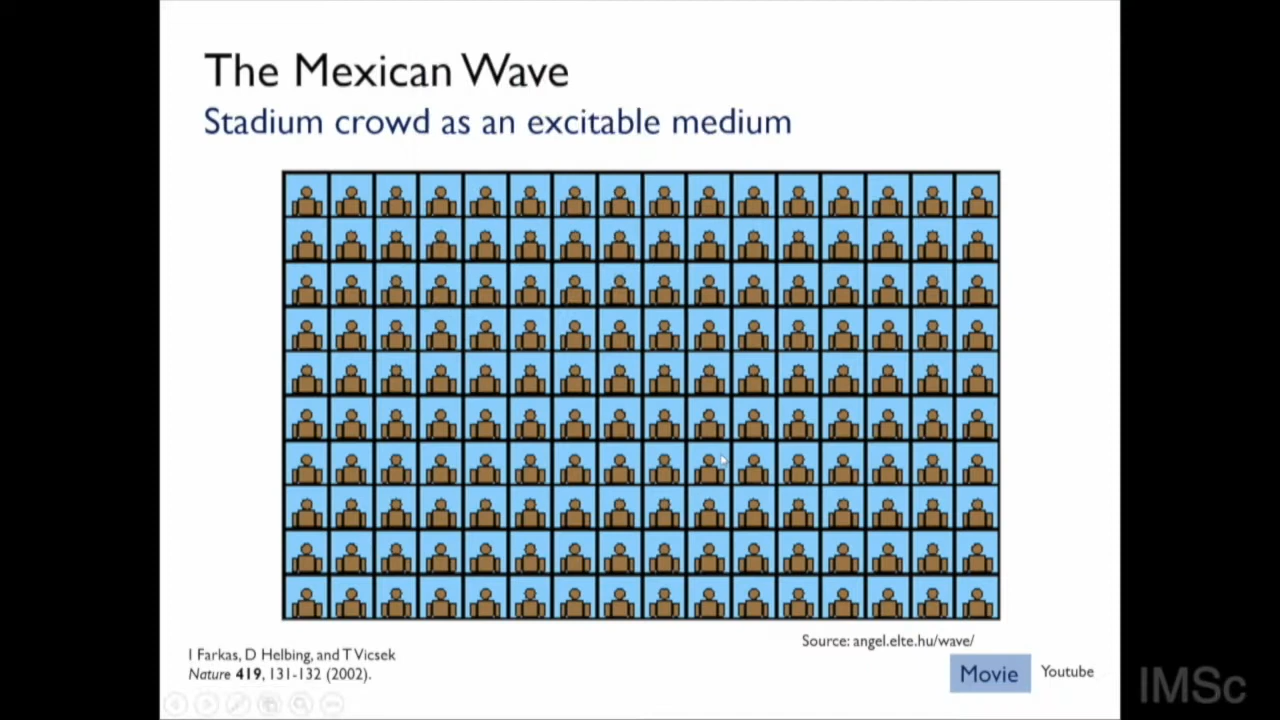 The Mexican Wave
Stadium crowd as an excitable medium
Source: angel.elte.hu/wave/
I Farkas, D Helbing, and T Vicsek
Nature 419, 131-132 (2002).
Movie
Youtube
IMSc